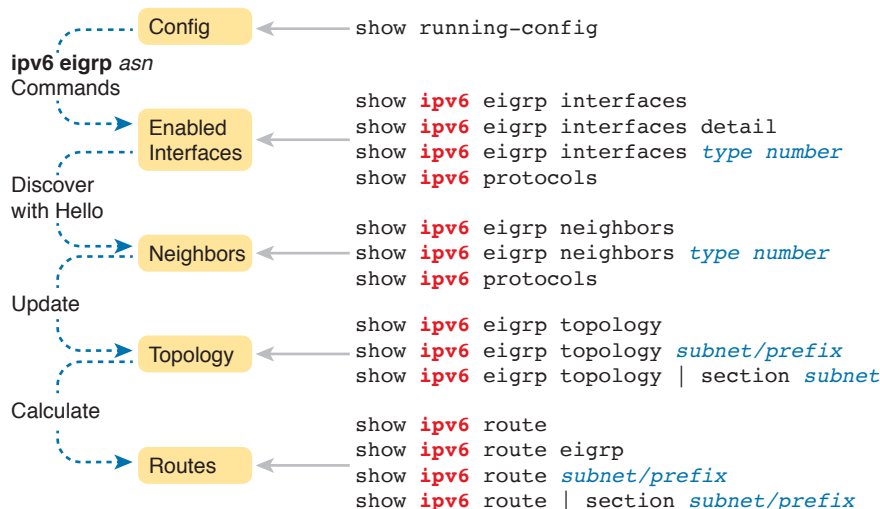 Config
show running-config
ipv6 eigrp asn
Commands
Enabled
Interfaces
show ipv6 eigrp interfaces
show ipv6 eigrp interfaces detail
show ipv6 eigrp interfaces type number
show ipv6 protocols
Discover
with Hello
Neighbors
show ipv6 eigrp neighbors
show ipv6 eigrp neighbors type number
show ipv6 protocols
Update
Topology
show ipv6 eigrp topology
show ipv6 eigrp topology subnet/prefix
show ipv6 eigrp topology | section subnet
Calculate
Routes
show ipv6 route
show ipv6 route eigrp
show ipv6 route subnet/prefix
show ipv6 route | section subnet/prefix